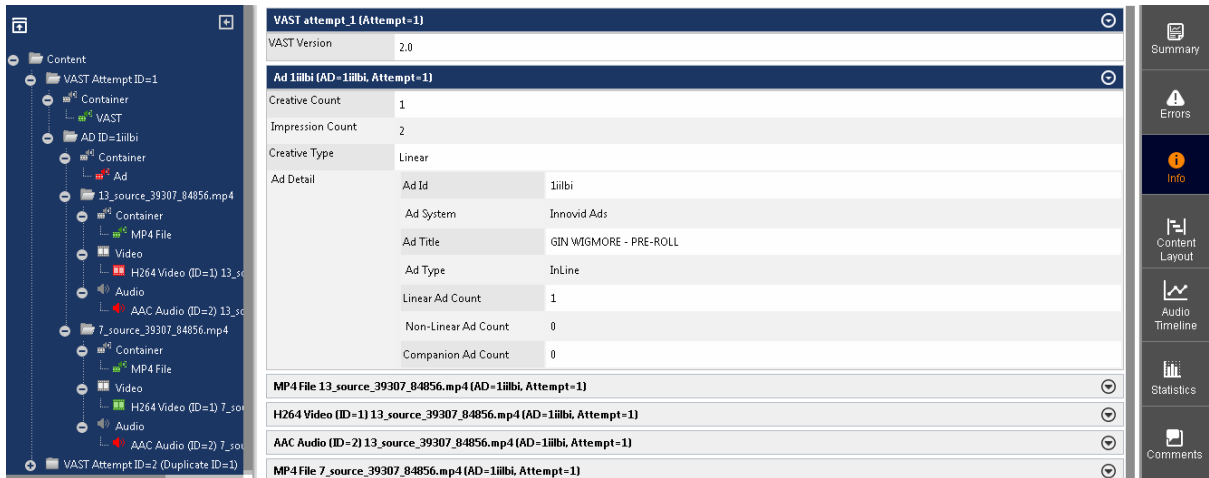 Content
VAST Attempt ID=1
Container
VAST
AD ID=1iilbi
Container
Ad
13_source_39307_84856.mp4
Container
MP4 File
Video
H264 Video (ID=1) 13_so
Audio
AAC Audio (ID=2) 13_so
7_source_39307_84856.mp4
Container
MP4 File
Video
H264 Video (ID=1) 7_sou
Audio
AAC Audio (ID=2) 7_sou
VAST Attempt ID=2 (Duplicate ID=1)
VAST attempt_1 (Attempt=1)
VAST Version 2.0
Ad 1iilbi (AD=1iilbi, Attempt=1)
Creative Count 1
Impression Count 2
Creative Type Linear
Ad Detail Ad Id 1iilbi
Ad System Innovid Ads
Ad Title GIN WIGMORE - PRE-ROLL
Ad Type InLine
Linear Ad Count 1
Non-Linear Ad Count 0
Companion Ad Count 0
MP4 File 13_source_39307_84856.mp4 (AD=1iilbi, Attempt=1)
H264 Video (ID=1) 13_source_39307_84856.mp4 (AD=1iilbi, Attempt=1)
AAC Audio (ID=2) 13_source_39307_84856.mp4 (AD=1iilbi, Attempt=1)
MP4 File 7_source_39307_84856.mp4 (AD=1iilbi, Attempt=1)
Summary
Errors
Info
Content
Layout
Audio
Timeline
Statistics
Comments